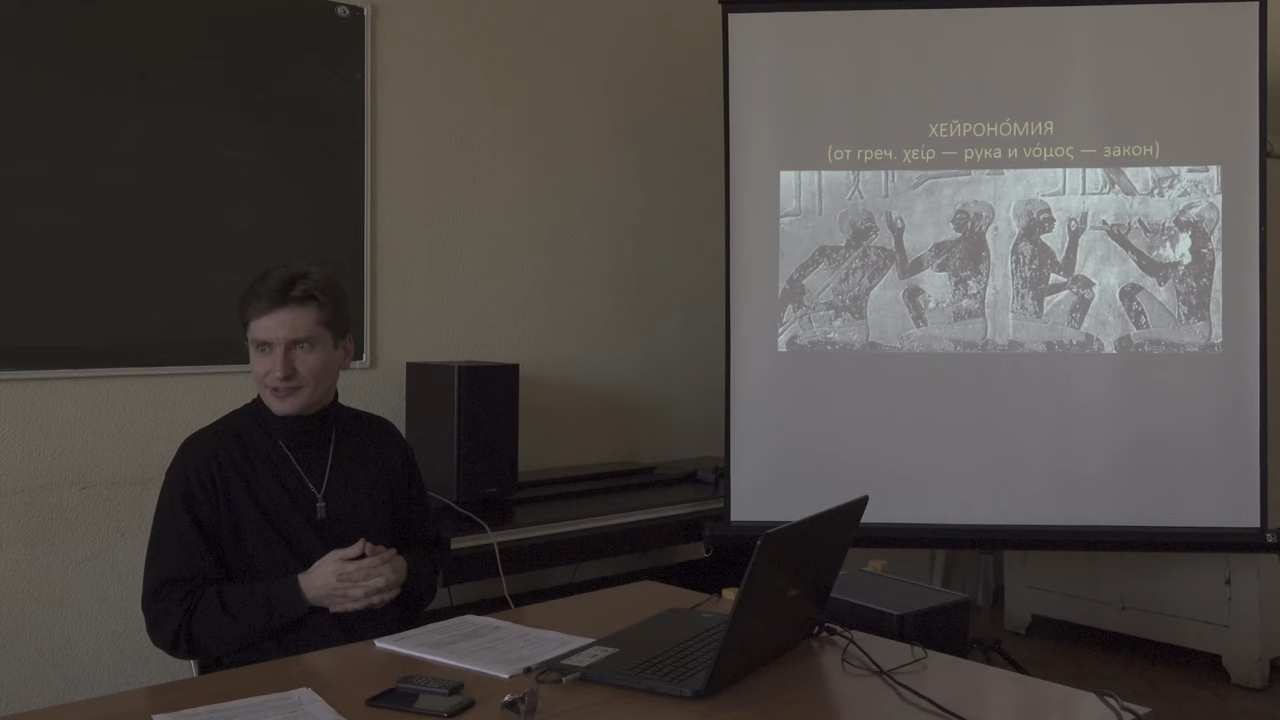 ХЕЙРОНО́МИЯ
(от греч. χείρ — рука и νόμος — закон)